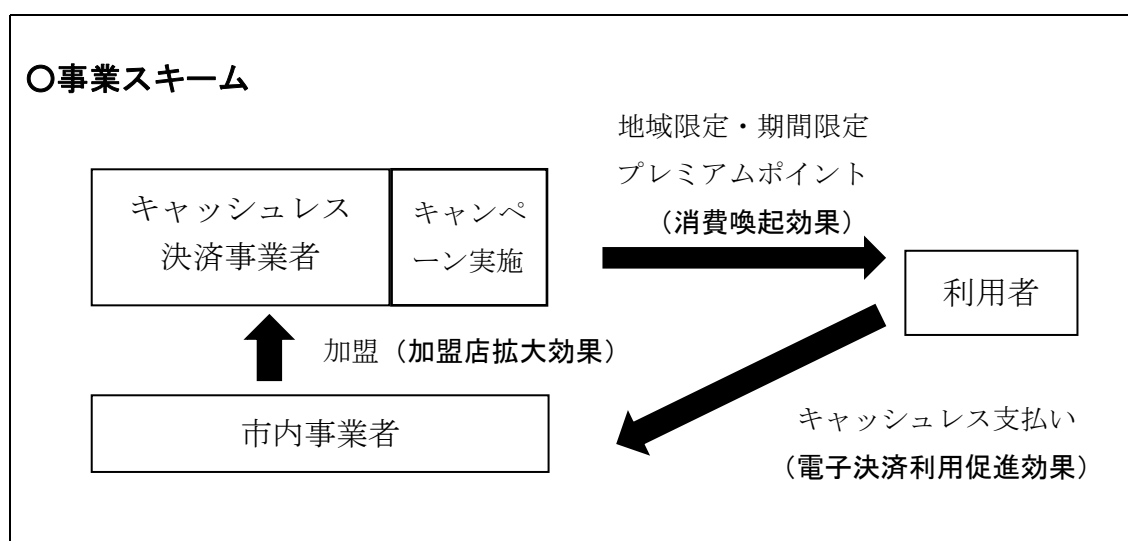 〇事業スキーム
地域限定・期間限定
プレミアムポイント
（消費喚起効果）
キャッシュレス
決済事業者
キャンペ
ーン実施
利用者
加盟（加盟店拡大効果）
市内事業者
キャッシュレス支払い
（電子決済利用促進効果）